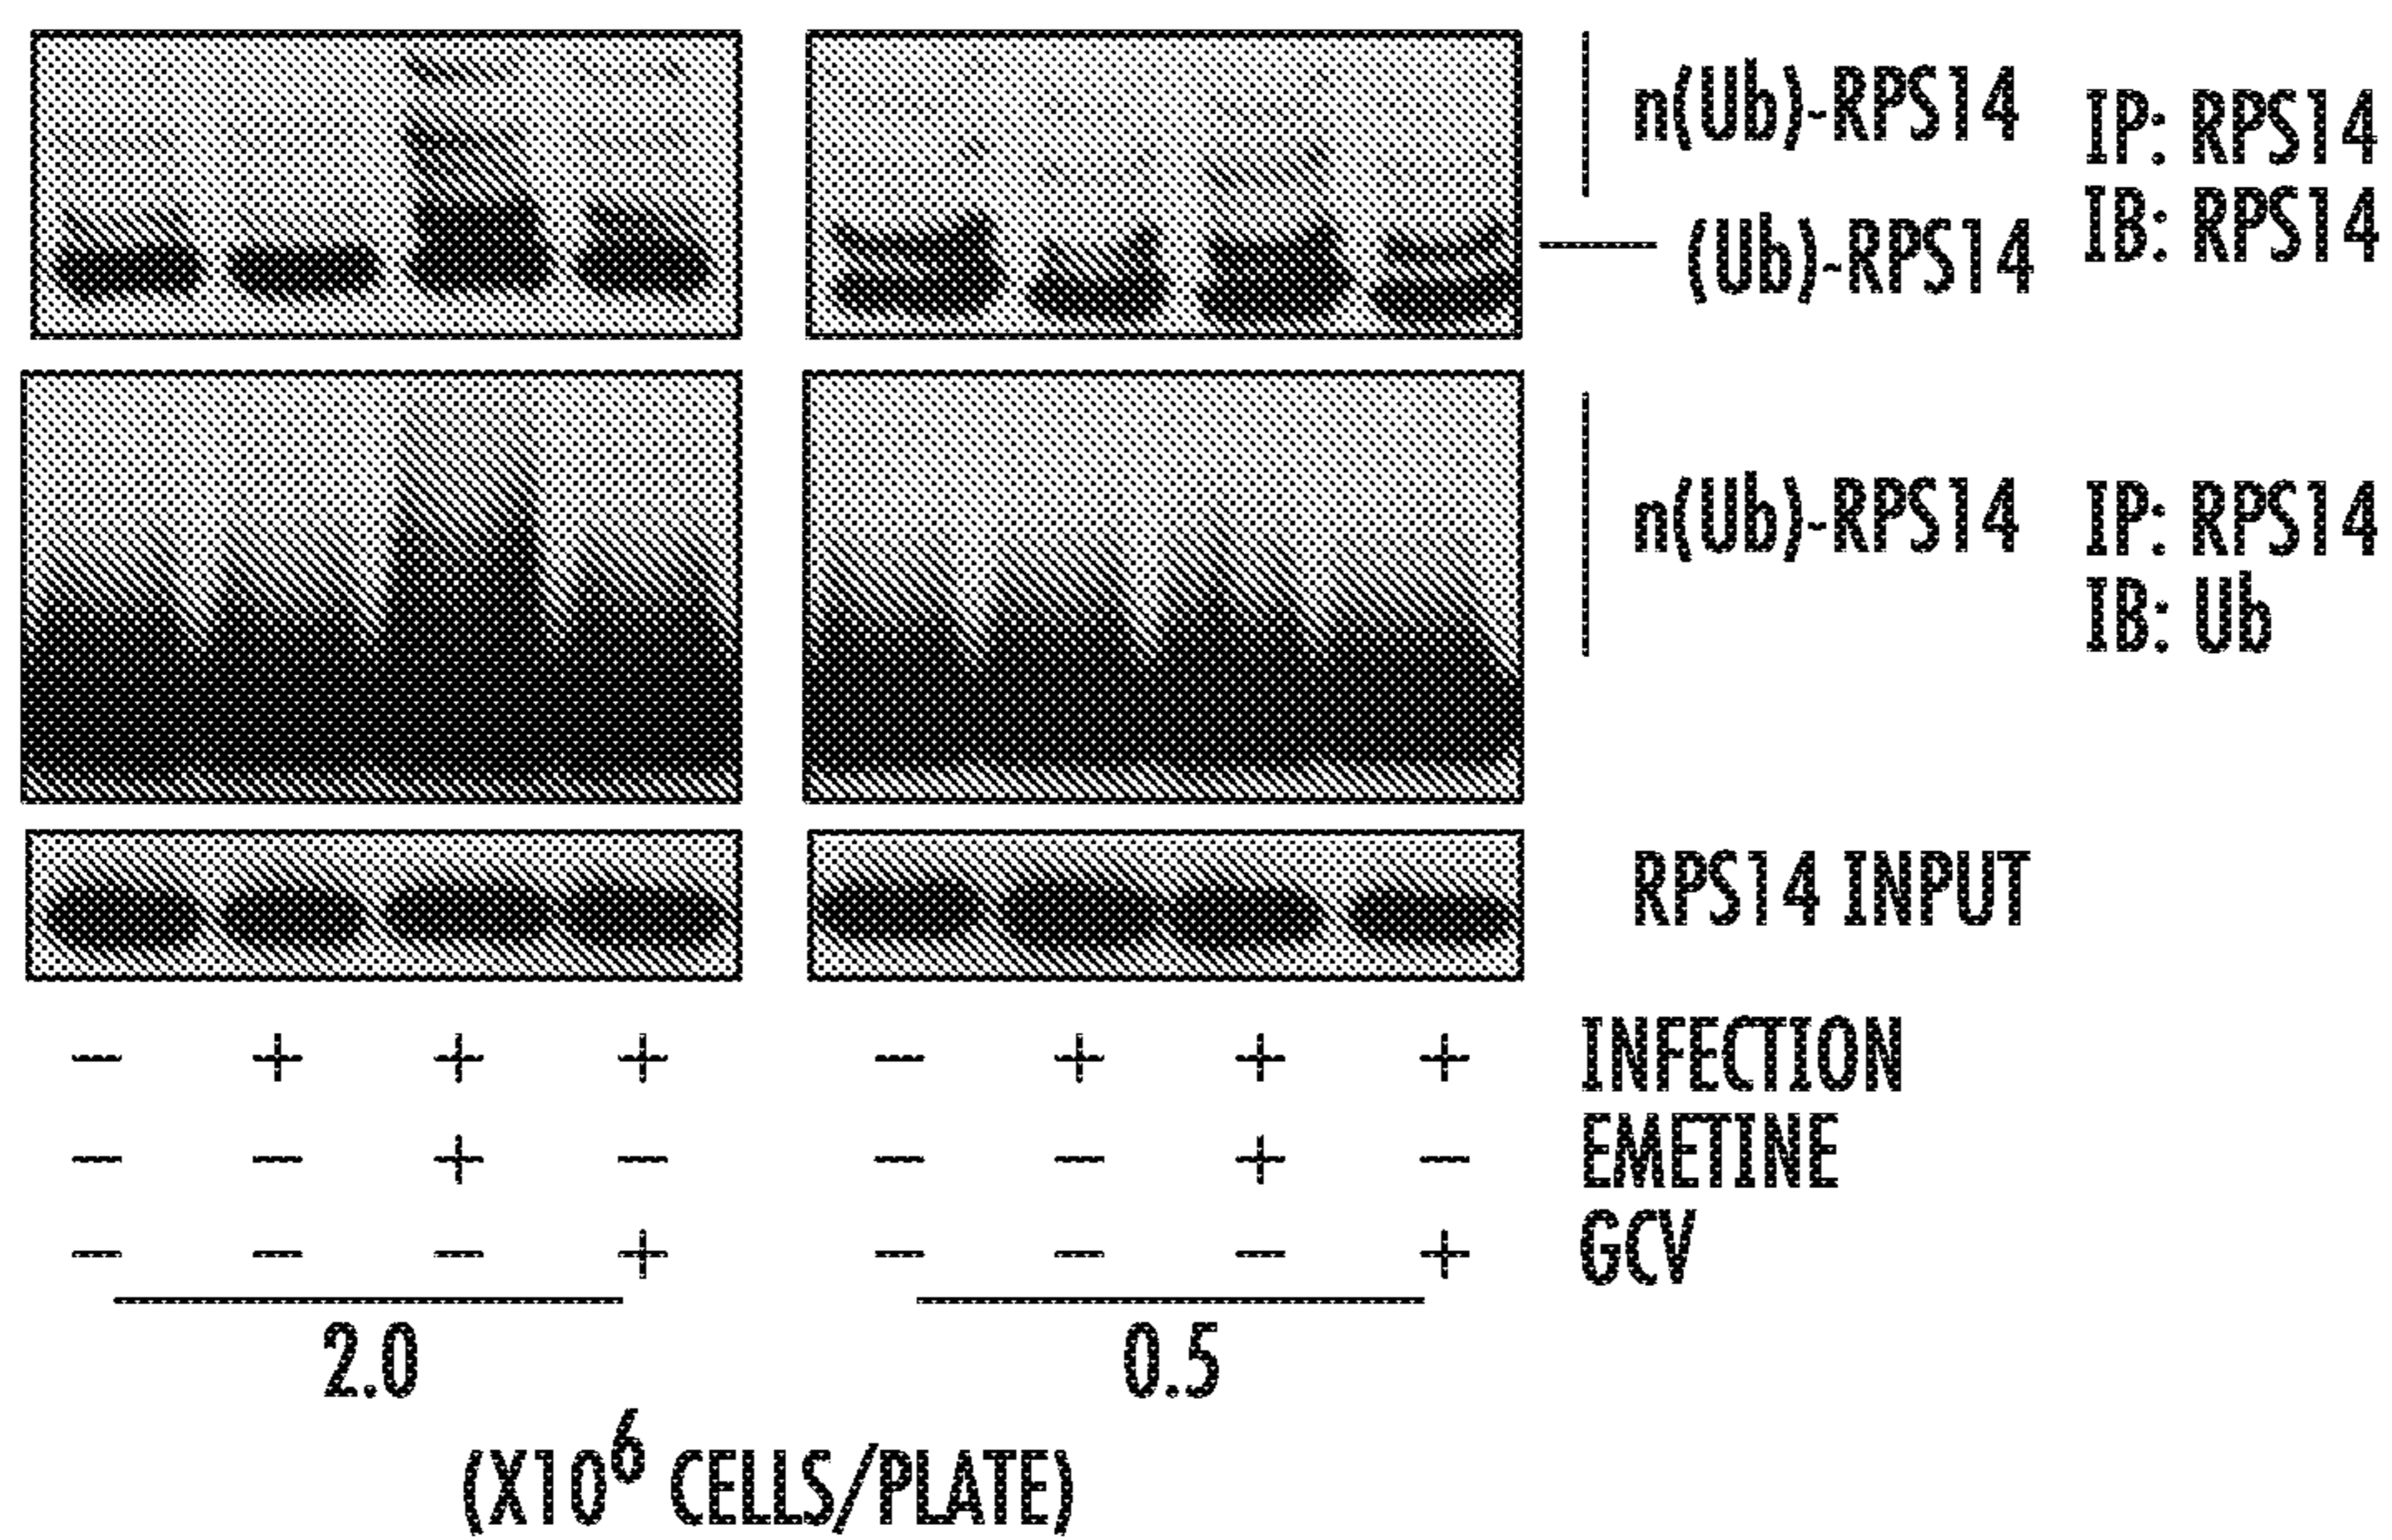 n(Ub)-RPS14
IP: RPS14
(Ub)-RPS14
IB: RPS14
n(Ub)-RPS14
IP: RPS14
IB: Ub
RPS14 INPUT
− + + + − + + + INFECTION
− − + − − − + − EMETINE
− − − + − − − + GCV
2.0 0.5
(X10⁶ CELLS/PLATE)